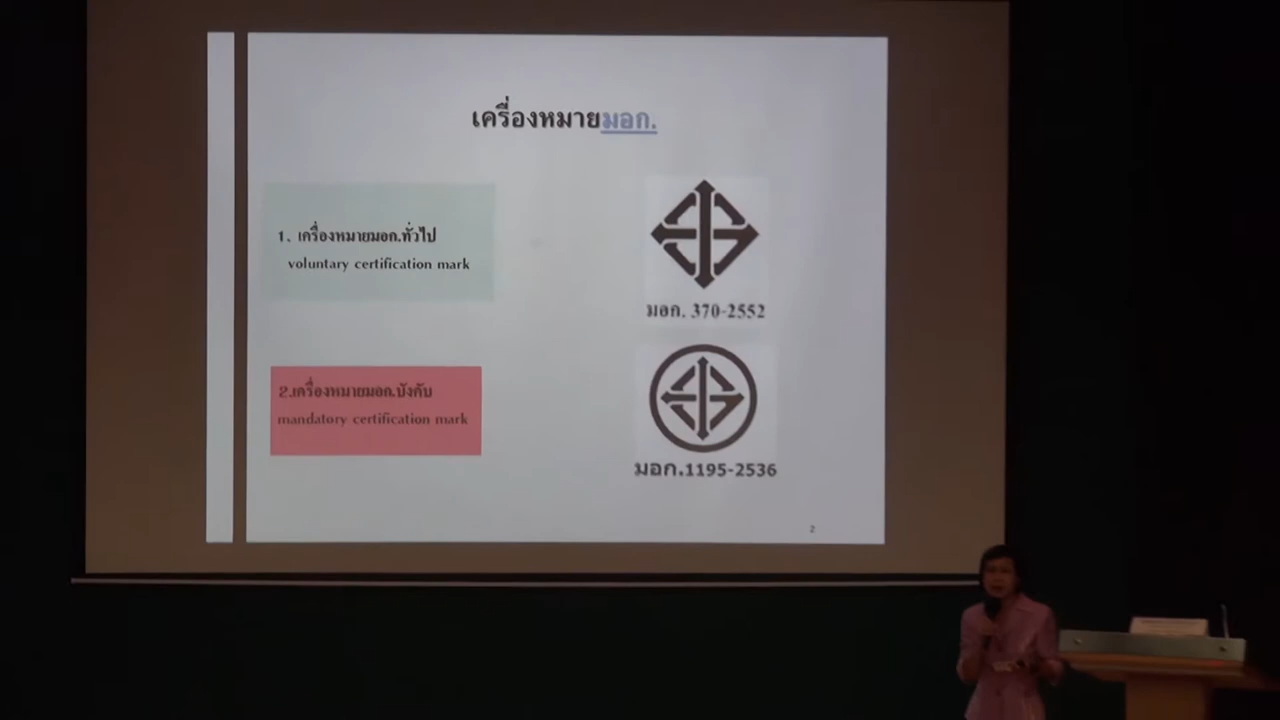 เครื่องหมายมอก.
1. เครื่องหมายมอก.ทั่วไป
voluntary certification mark
มอก. 370-2552
2.เครื่องหมายมอก.บังคับ
mandatory certification mark
มอก.1195-2536
2